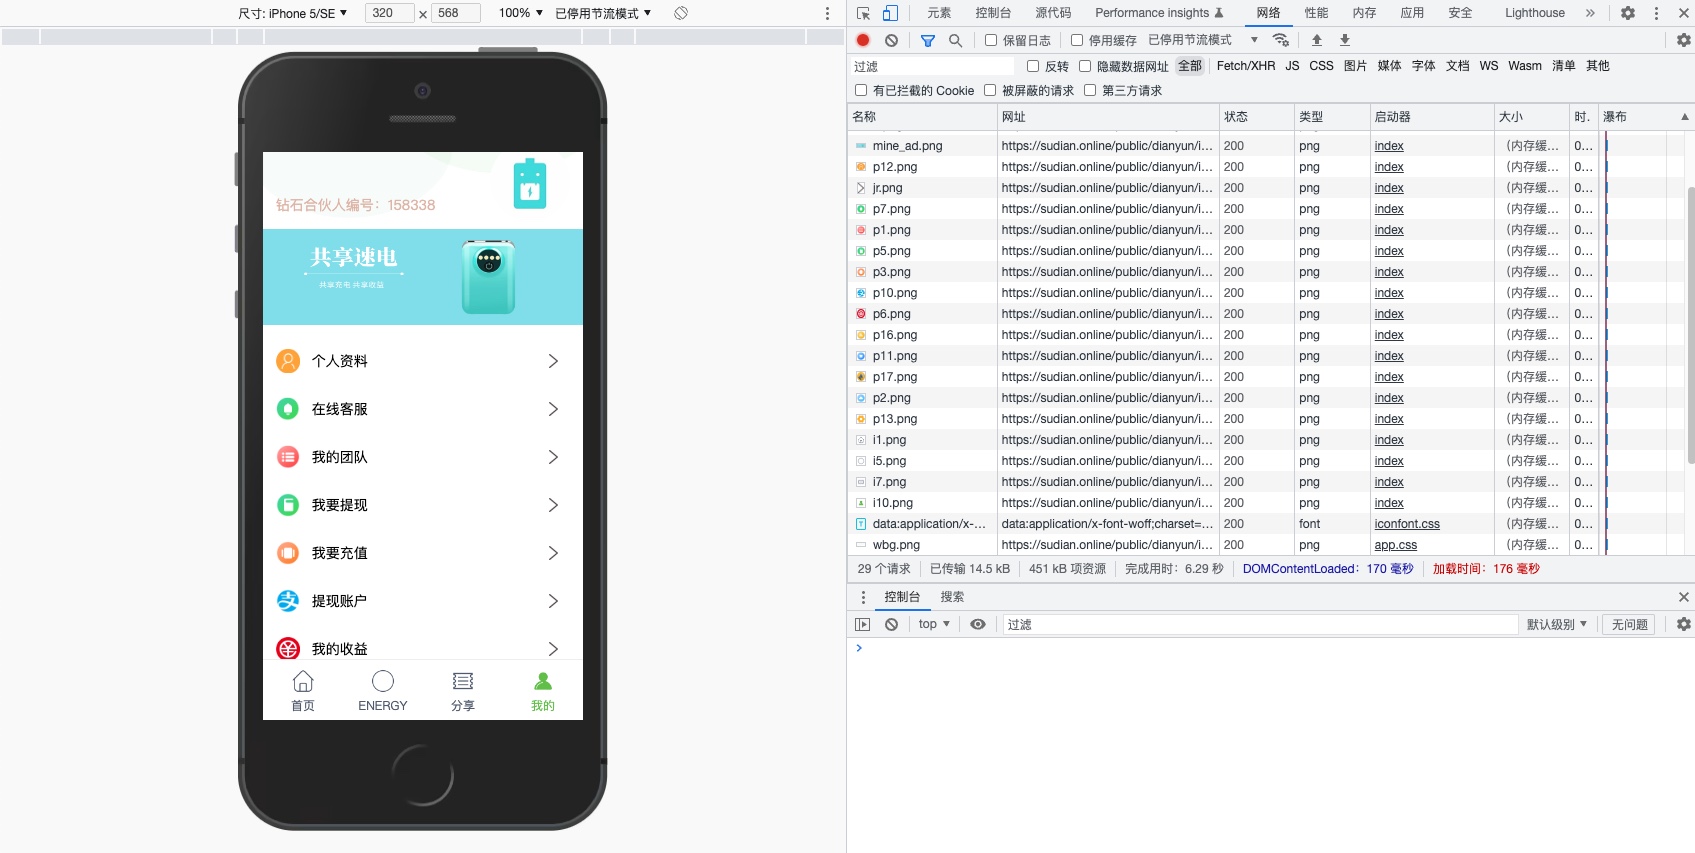 尺寸: iPhone 5/SE ▼ 320 × 568 100% ▼ 已停用节流模式 ▼
钻石合伙人编号：158338
共享速电
共享充电 共享收益
个人资料
在线客服
我的团队
我要提现
我要充值
提现账户
我的收益
首页 ENERGY 分享 我的
元素 控制台 源代码 Performance insights 网络 性能 内存 应用 安全 Lighthouse »
保留日志 停用缓存 已停用节流模式 ▼
过滤 反转 隐藏数据网址 全部 Fetch/XHR JS CSS 图片 媒体 字体 文档 WS Wasm 清单 其他
有已拦截的 Cookie 被屏蔽的请求 第三方请求
名称 网址 状态 类型 启动器 大小 时. 瀑布
mine_ad.png https://sudian.online/public/dianyun/i... 200 png index （内存缓... 0...
p12.png https://sudian.online/public/dianyun/i... 200 png index （内存缓... 0...
jr.png https://sudian.online/public/dianyun/i... 200 png index （内存缓... 0...
p7.png https://sudian.online/public/dianyun/i... 200 png index （内存缓... 0...
p1.png https://sudian.online/public/dianyun/i... 200 png index （内存缓... 0...
p5.png https://sudian.online/public/dianyun/i... 200 png index （内存缓... 0...
p3.png https://sudian.online/public/dianyun/i... 200 png index （内存缓... 0...
p10.png https://sudian.online/public/dianyun/i... 200 png index （内存缓... 0...
p6.png https://sudian.online/public/dianyun/i... 200 png index （内存缓... 0...
p16.png https://sudian.online/public/dianyun/i... 200 png index （内存缓... 0...
p11.png https://sudian.online/public/dianyun/i... 200 png index （内存缓... 0...
p17.png https://sudian.online/public/dianyun/i... 200 png index （内存缓... 0...
p2.png https://sudian.online/public/dianyun/i... 200 png index （内存缓... 0...
p13.png https://sudian.online/public/dianyun/i... 200 png index （内存缓... 0...
i1.png https://sudian.online/public/dianyun/i... 200 png index （内存缓... 0...
i5.png https://sudian.online/public/dianyun/i... 200 png index （内存缓... 0...
i7.png https://sudian.online/public/dianyun/i... 200 png index （内存缓... 0...
i10.png https://sudian.online/public/dianyun/i... 200 png index （内存缓... 0...
data:application/x-... data:application/x-font-woff;charset=... 200 font iconfont.css （内存缓... 0...
wbg.png https://sudian.online/public/dianyun/i... 200 png app.css （内存缓... 0...
29 个请求 已传输 14.5 kB 451 kB 项资源 完成用时：6.29 秒 DOMContentLoaded：170 毫秒 加载时间：176 毫秒
控制台 搜索
top ▼ 过滤 默认级别 ▼ 无问题